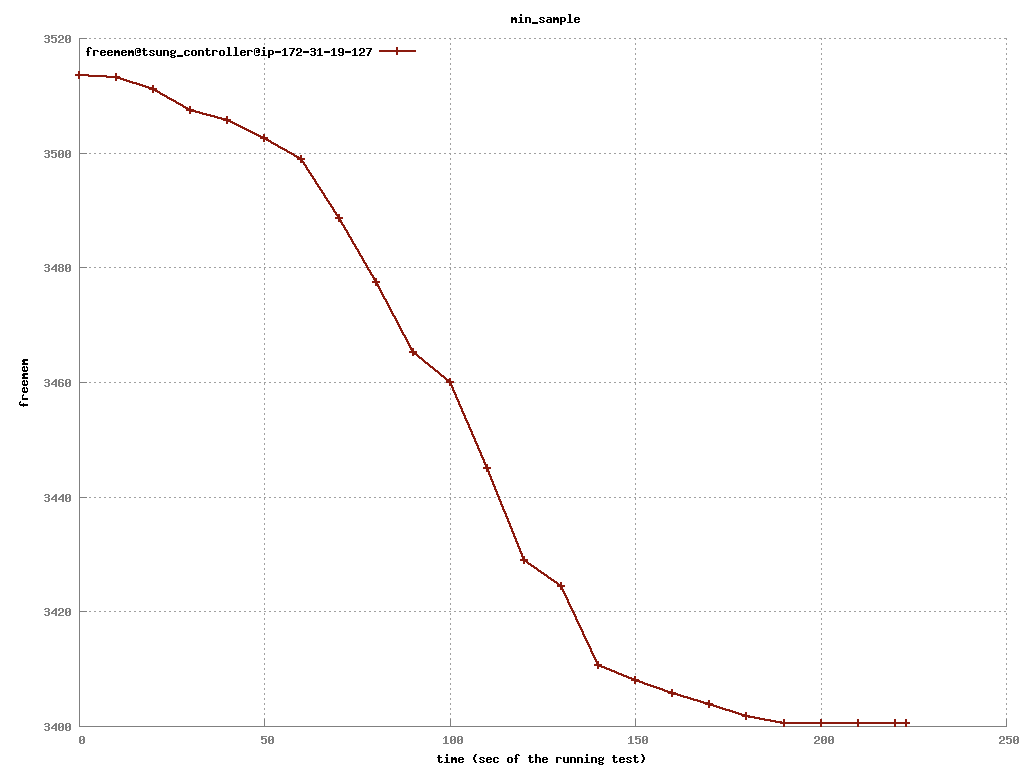 min_sample
freemem@tsung_controller@ip-172-31-19-127
3520
3500
3480
3460
3440
3420
3400
freemem
0 50 100 150 200 250
time (sec of the running test)